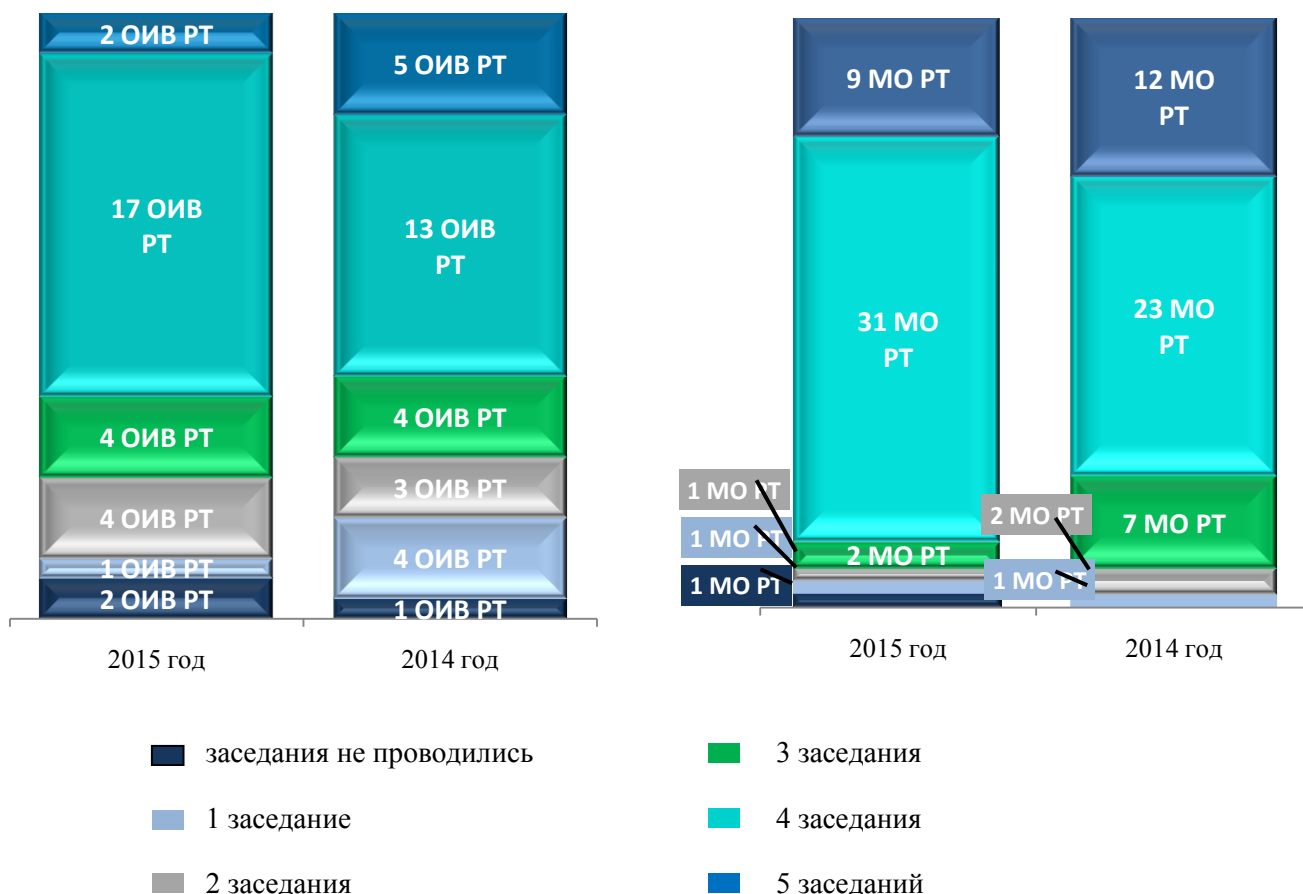 2 ОИВ РТ
17 ОИВ
РТ
4 ОИВ РТ
4 ОИВ РТ
1 ОИВ РТ
2 ОИВ РТ
5 ОИВ РТ
13 ОИВ
РТ
4 ОИВ РТ
3 ОИВ РТ
4 ОИВ РТ
1 ОИВ РТ
2015 год
2014 год
9 МО РТ
31 МО
РТ
2 МО РТ
1 МО РТ
1 МО РТ
1 МО РТ
12 МО
РТ
23 МО
РТ
7 МО РТ
2 МО РТ
1 МО РТ
2015 год
2014 год
заседания не проводились
1 заседание
2 заседания
3 заседания
4 заседания
5 заседаний